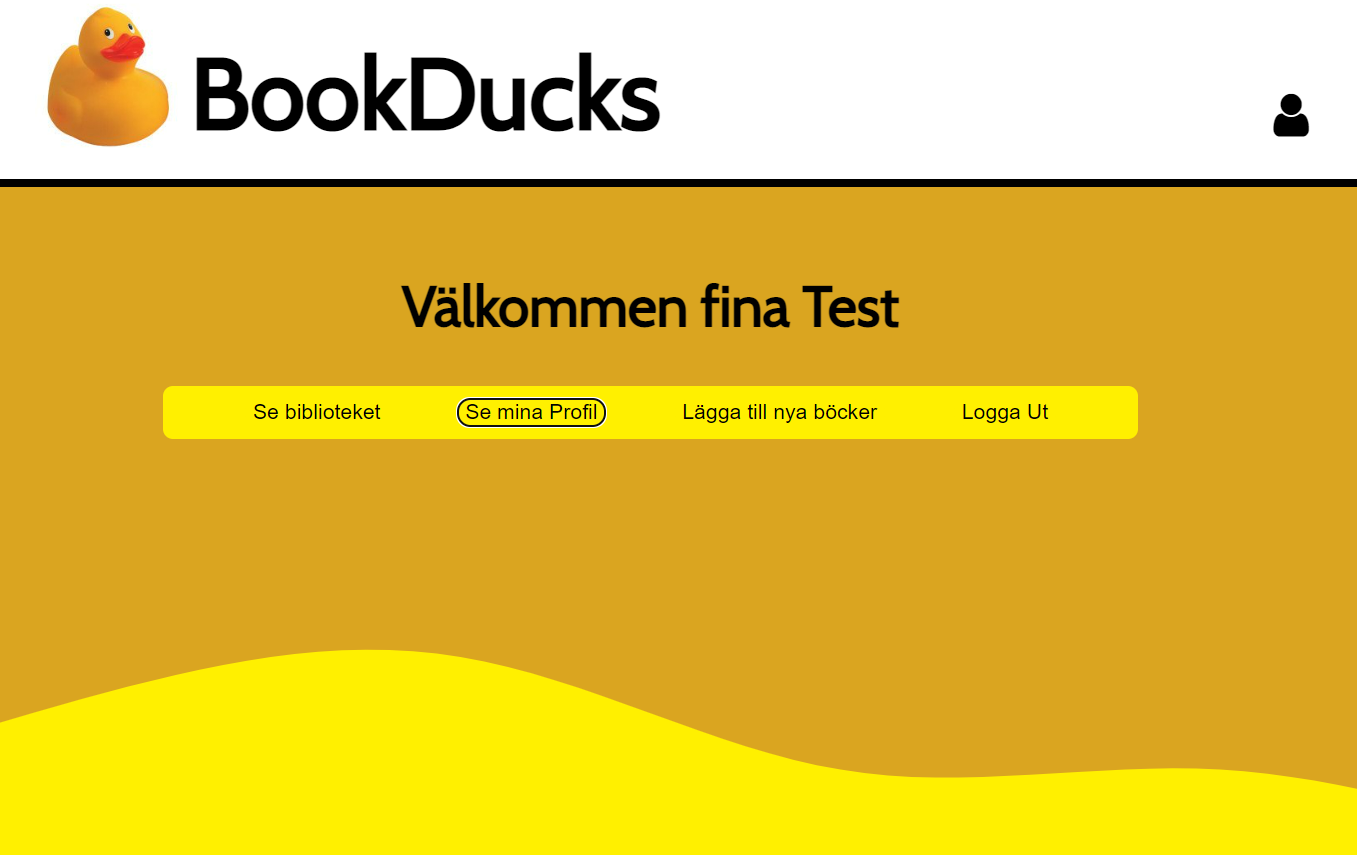 BookDucks
Välkommen fina Test
Se biblioteket Se mina Profil Lägga till nya böcker Logga Ut